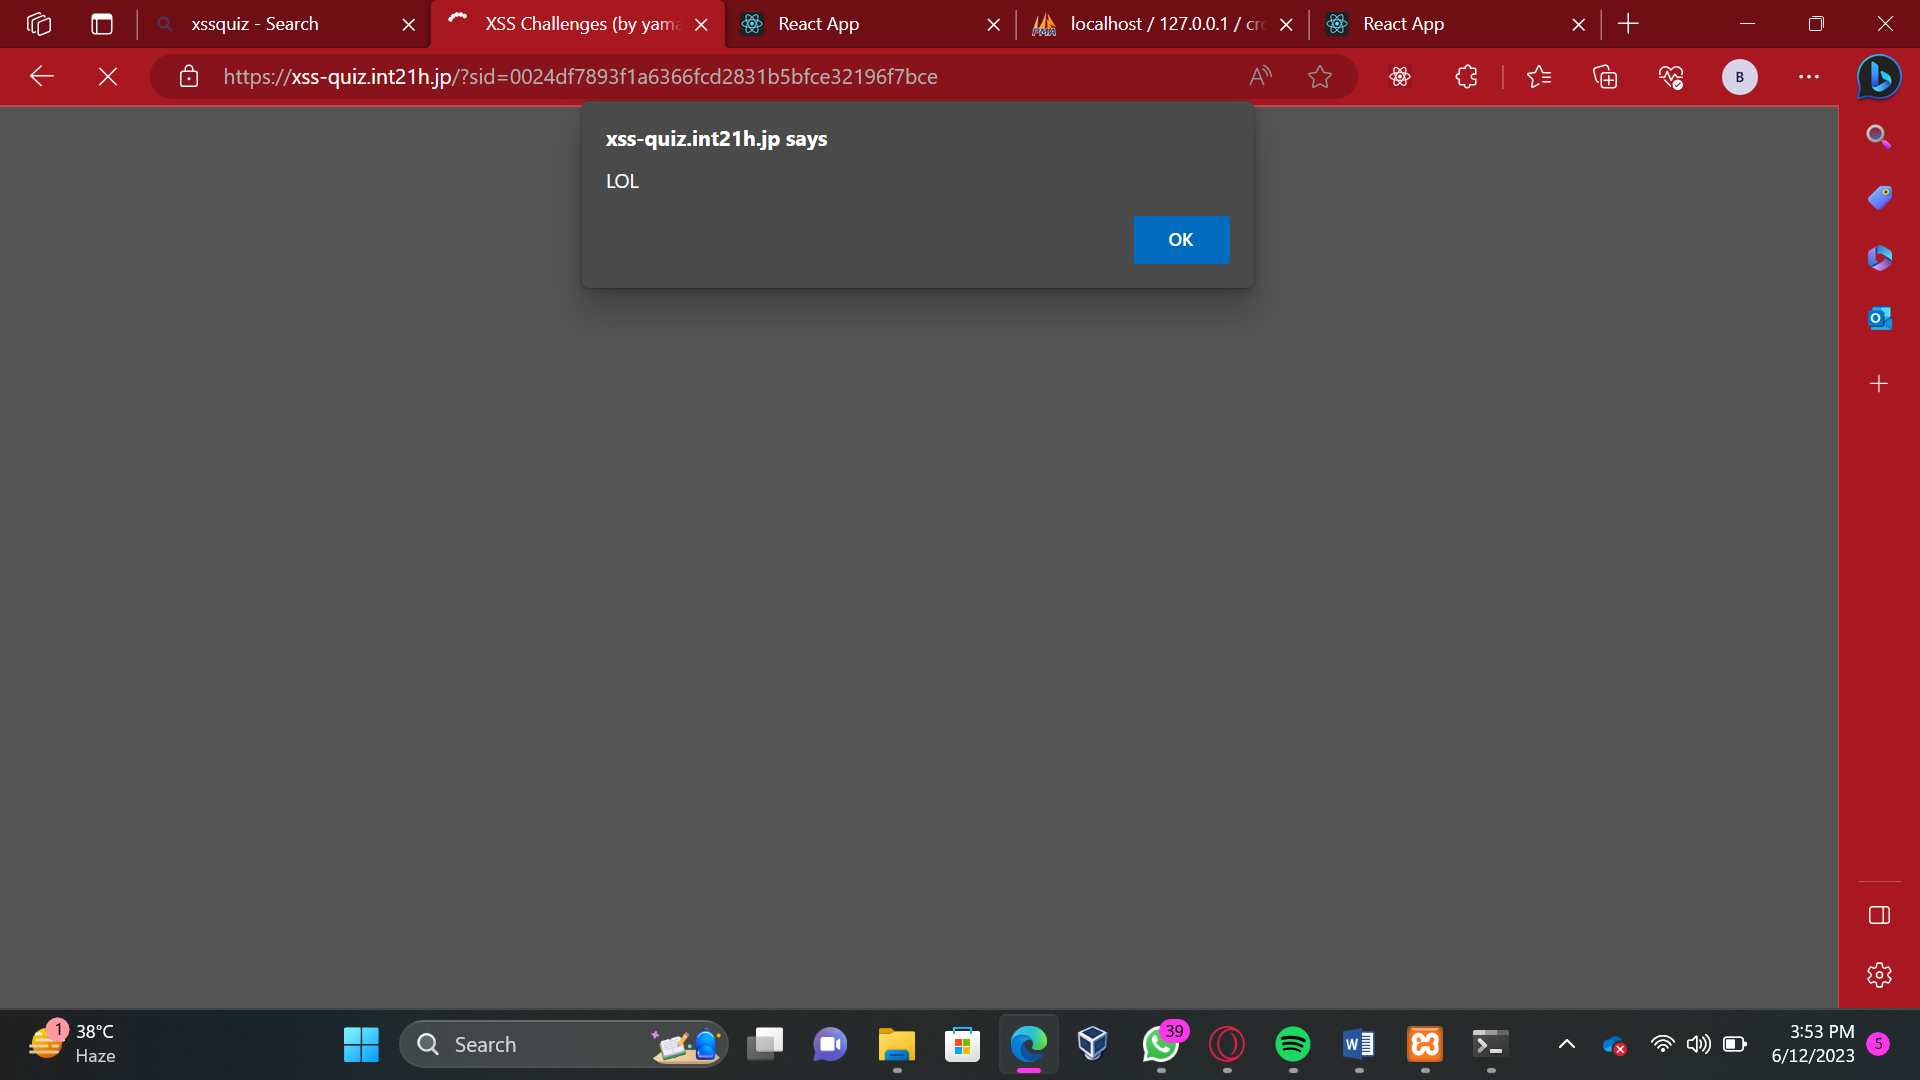 xssquiz - Search
XSS Challenges (by yama
React App
localhost / 127.0.0.1 / cro
React App
https://xss-quiz.int21h.jp/?sid=0024df7893f1a6366fcd2831b5bfce32196f7bce
B
xss-quiz.int21h.jp says
LOL
OK
1
38°C
Haze
Search
39
3:53 PM
6/12/2023
5